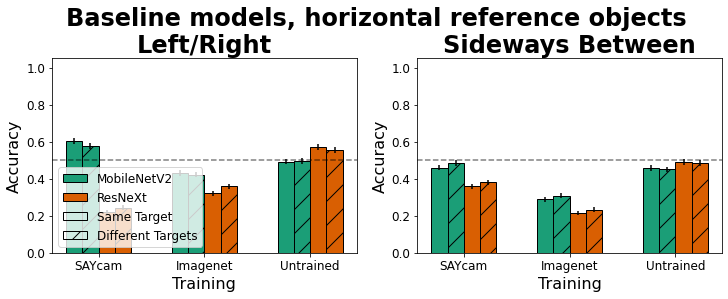 Baseline models, horizontal reference objects
Left/Right
Sideways Between
1.0
0.8
0.6
0.4
0.2
0.0
Accuracy
MobileNetV2
ResNeXt
Same Target
Different Targets
SAYcam
Imagenet
Untrained
Training
1.0
0.8
0.6
0.4
0.2
0.0
Accuracy
SAYcam
Imagenet
Untrained
Training